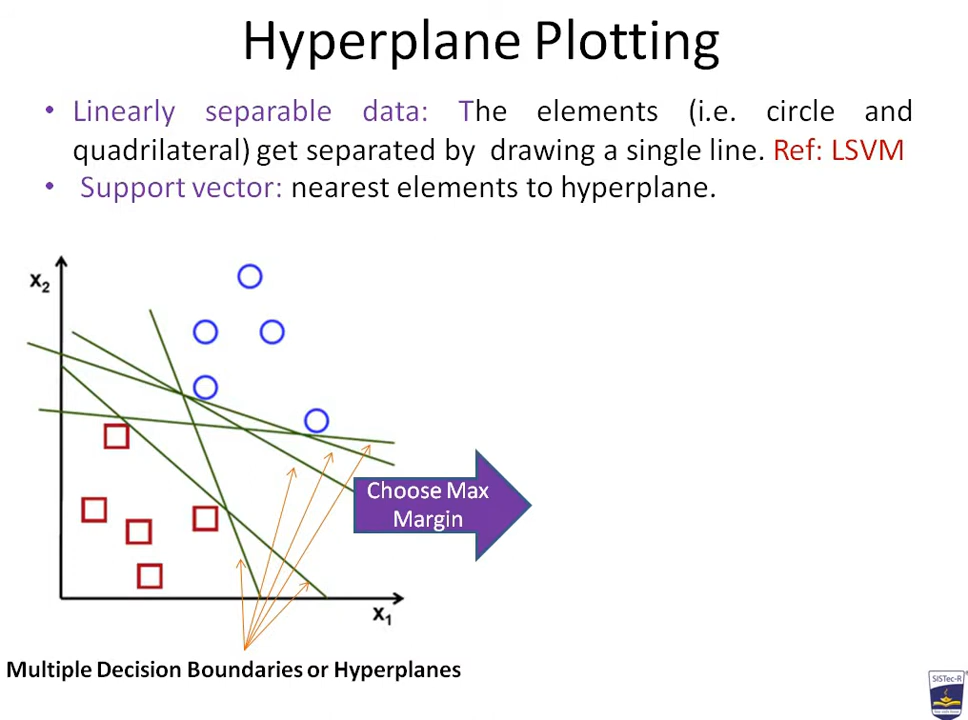 Hyperplane Plotting
• Linearly separable data: The elements (i.e. circle and
quadrilateral) get separated by drawing a single line. Ref: LSVM
• Support vector: nearest elements to hyperplane.
x2
Choose Max
Margin
x1
Multiple Decision Boundaries or Hyperplanes
SISTec-R